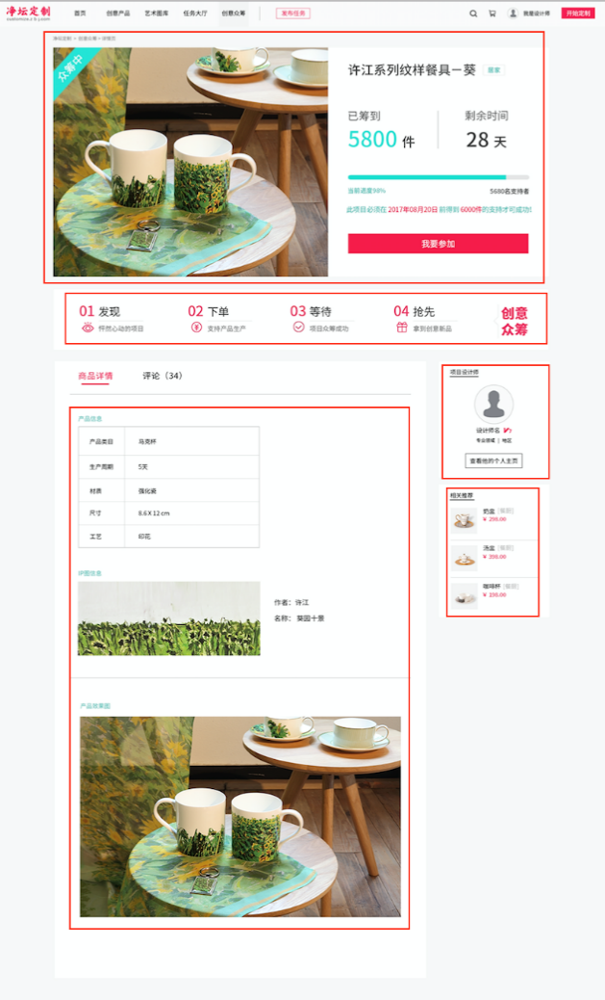 净坛定制
首页 创意产品 艺术图库 任务大厅 创意众筹 发布任务 我是设计师 开始定制
净坛定制 > 创意众筹 > 详情页
众筹中
许江系列纹样餐具—葵 居家
已筹到 剩余时间
5800 件 28 天
当前进度98% 5680名支持者
此项目必须在 2017年08月20日 前得到 6000件的支持才可成功!
我要参加
01 发现 02 下单 03 等待 04 抢先 创意
怦然心动的项目 支持产品生产 项目众筹成功 拿到创意新品 众筹
商品详情 评论（34） 项目设计师
产品信息
产品类目 马克杯
设计师名
专业领域 | 地区
生产周期 5天 查看他的个人主页
材质 强化瓷 相关推荐
尺寸 8.6 X 12 cm
工艺 印花
奶盅
¥ 298.00
汤盅
¥ 398.00
咖啡杯
¥ 238.00
IP图信息
作者：许江
名称： 葵园十景
产品效果图